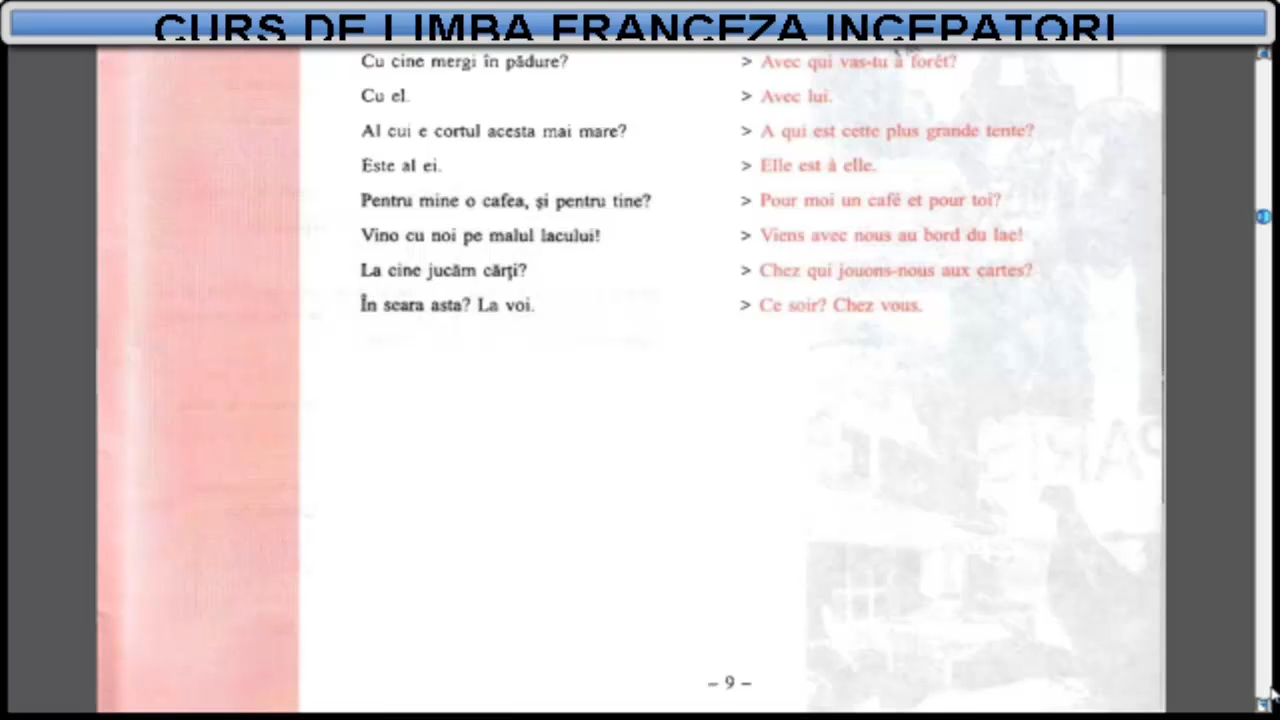 CURS DE LIMBA FRANCEZA INCEPATORI
Cu cine mergi în pădure? > Avec qui vas-tu à forêt?
Cu el. > Avec lui.
Al cui e cortul acesta mai mare? > A qui est cette plus grande tente?
Este al ei. > Elle est à elle.
Pentru mine o cafea, şi pentru tine? > Pour moi un café et pour toi?
Vino cu noi pe malul lacului! > Viens avec nous au bord du lac!
La cine jucăm cărţi? > Chez qui jouons-nous aux cartes?
În seara asta? La voi. > Ce soir? Chez vous.
– 9 –